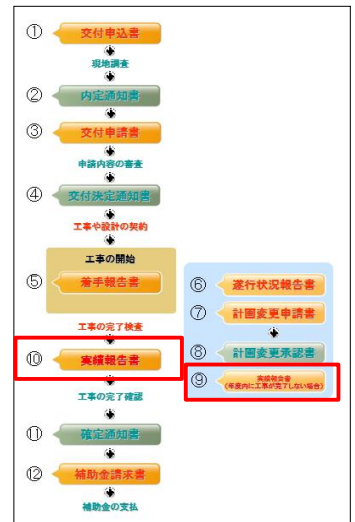 ① 交付申込書
現地調査
② 内定通知書
③ 交付申請書
申請内容の審査
④ 交付決定通知書
工事や設計の契約
工事の開始
⑤ 着手報告書
工事の完了検査
⑩ 実績報告書
工事の完了確認
⑪ 確定通知書
⑫ 補助金請求書
補助金の支払
⑥ 遂行状況報告書
⑦ 計画変更申請書
⑧ 計画変更承認書
⑨ 実績報告書
(年度内に工事が完了しない場合)